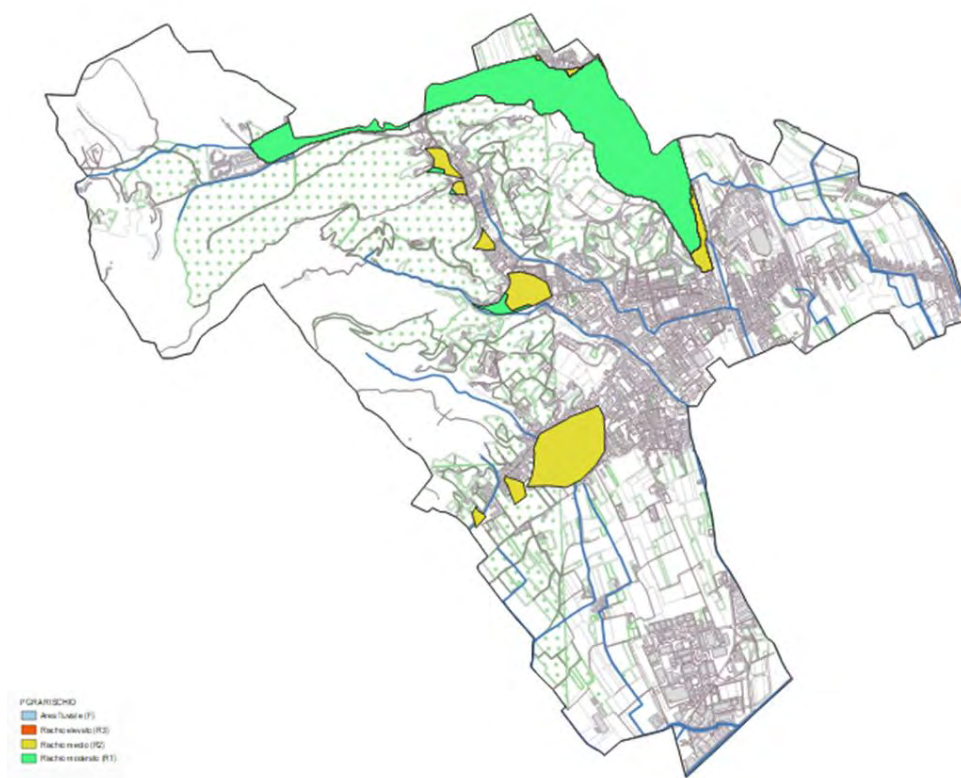 PGRA RISCHIO
Area fluviale (F)
Rischio elevato (R3)
Rischio medio (R2)
Rischio moderato (R1)